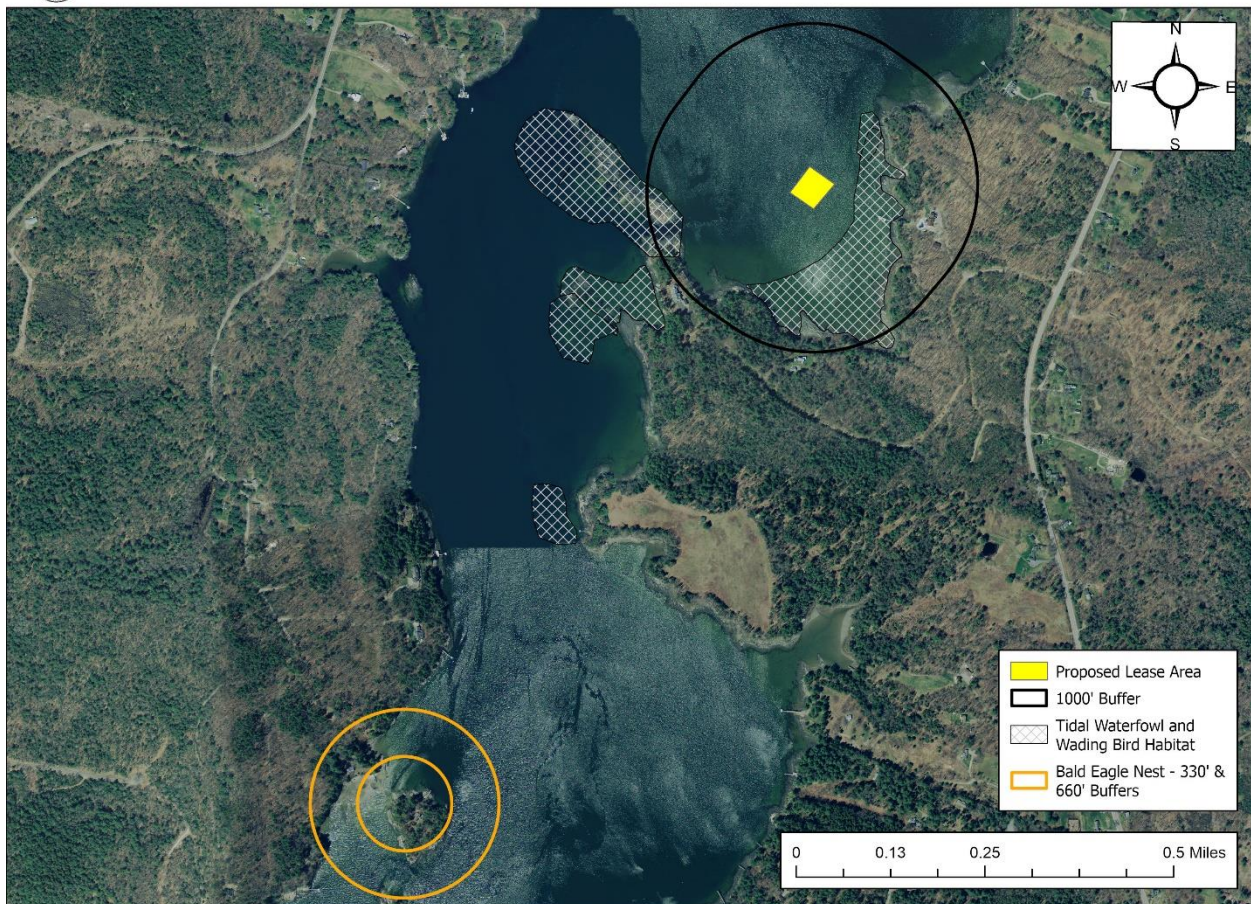 N
W E
S
Proposed Lease Area
1000' Buffer
Tidal Waterfowl and
Wading Bird Habitat
Bald Eagle Nest - 330' &
660' Buffers
0 0.13 0.25 0.5 Miles